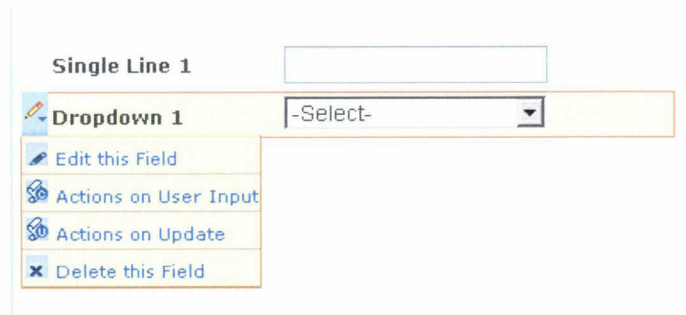 Single Line 1
Dropdown 1 -Select-
Edit this Field
Actions on User Input
Actions on Update
Delete this Field